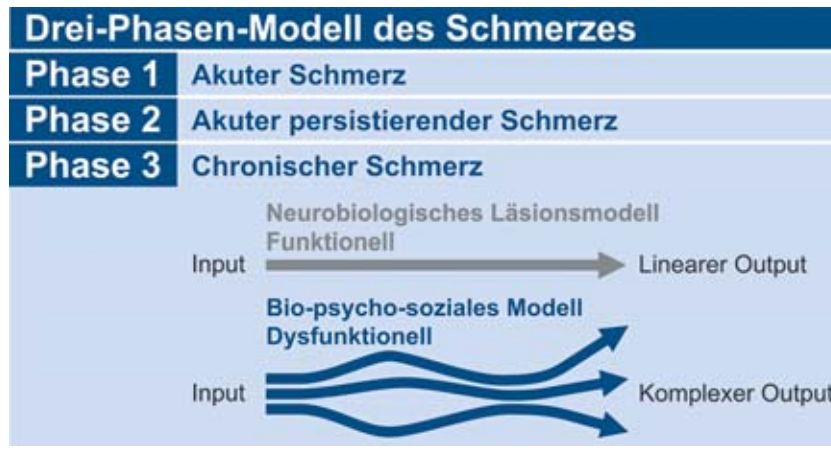 Drei-Phasen-Modell des Schmerzes
Phase 1 Akuter Schmerz
Phase 2 Akuter persistierender Schmerz
Phase 3 Chronischer Schmerz
Neurobiologisches Läsionsmodell
Funktionell
Input Linearer Output
Bio-psycho-soziales Modell
Dysfunktionell
Input Komplexer Output